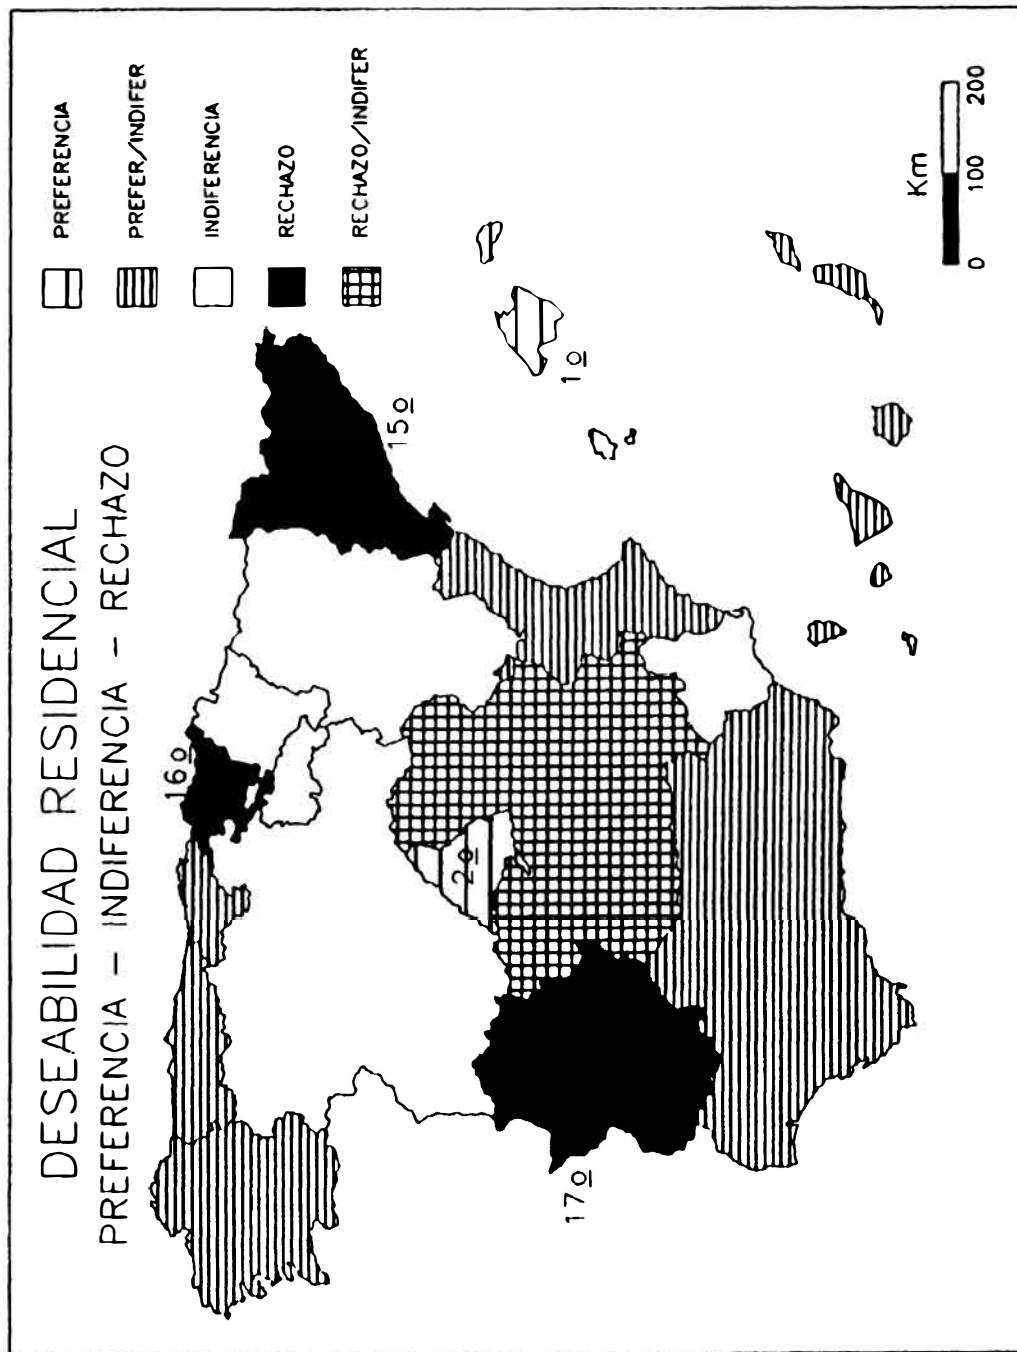 DESEABILIDAD RESIDENCIAL
PREFERENCIA - INDIFERENCIA - RECHAZO
PREFERENCIA
PREFER/INDIFER
INDIFERENCIA
RECHAZO
RECHAZO/INDIFER
16º
15º
2º
1º
17º
Km
0 100 200